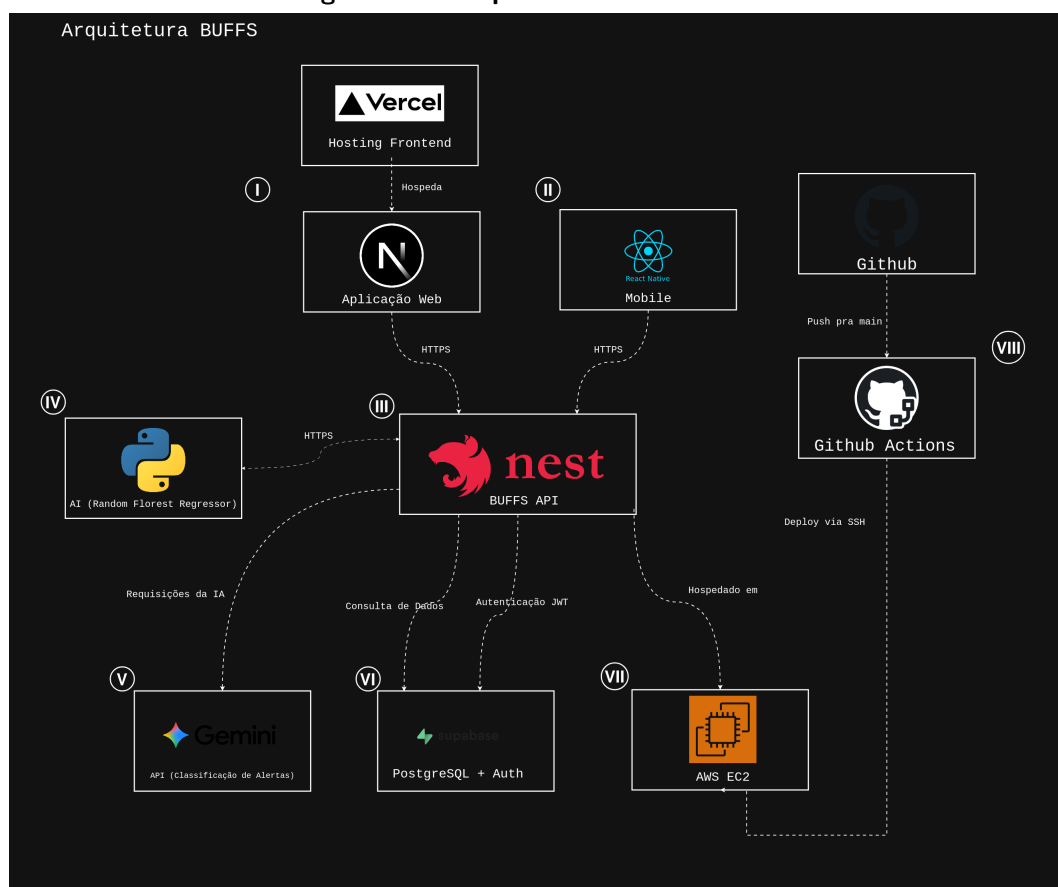 Arquitetura BUFFS
Vercel
Hosting Frontend
I
Hospeda
II
N
Aplicação Web
React Native
Mobile
Github
Push pra main
VIII
HTTPS
HTTPS
Github Actions
IV
III
HTTPS
nest
BUFFS API
AI (Random Florest Regressor)
Deploy via SSH
Requisições da IA
Consulta de Dados
Autenticação JWT
Hospedado em
V
VI
VII
Gemini
API (Classificação de Alertas)
supabase
PostgreSQL + Auth
AWS EC2